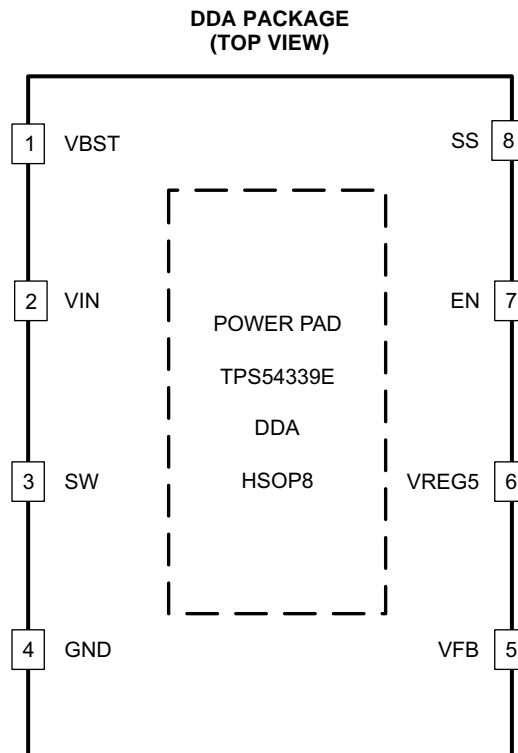 DDA PACKAGE
(TOP VIEW)
1 VBST
SS 8
2 VIN
EN 7
POWER PAD
TPS54339E
DDA
HSOP8
3 SW
VREG5 6
4 GND
VFB 5